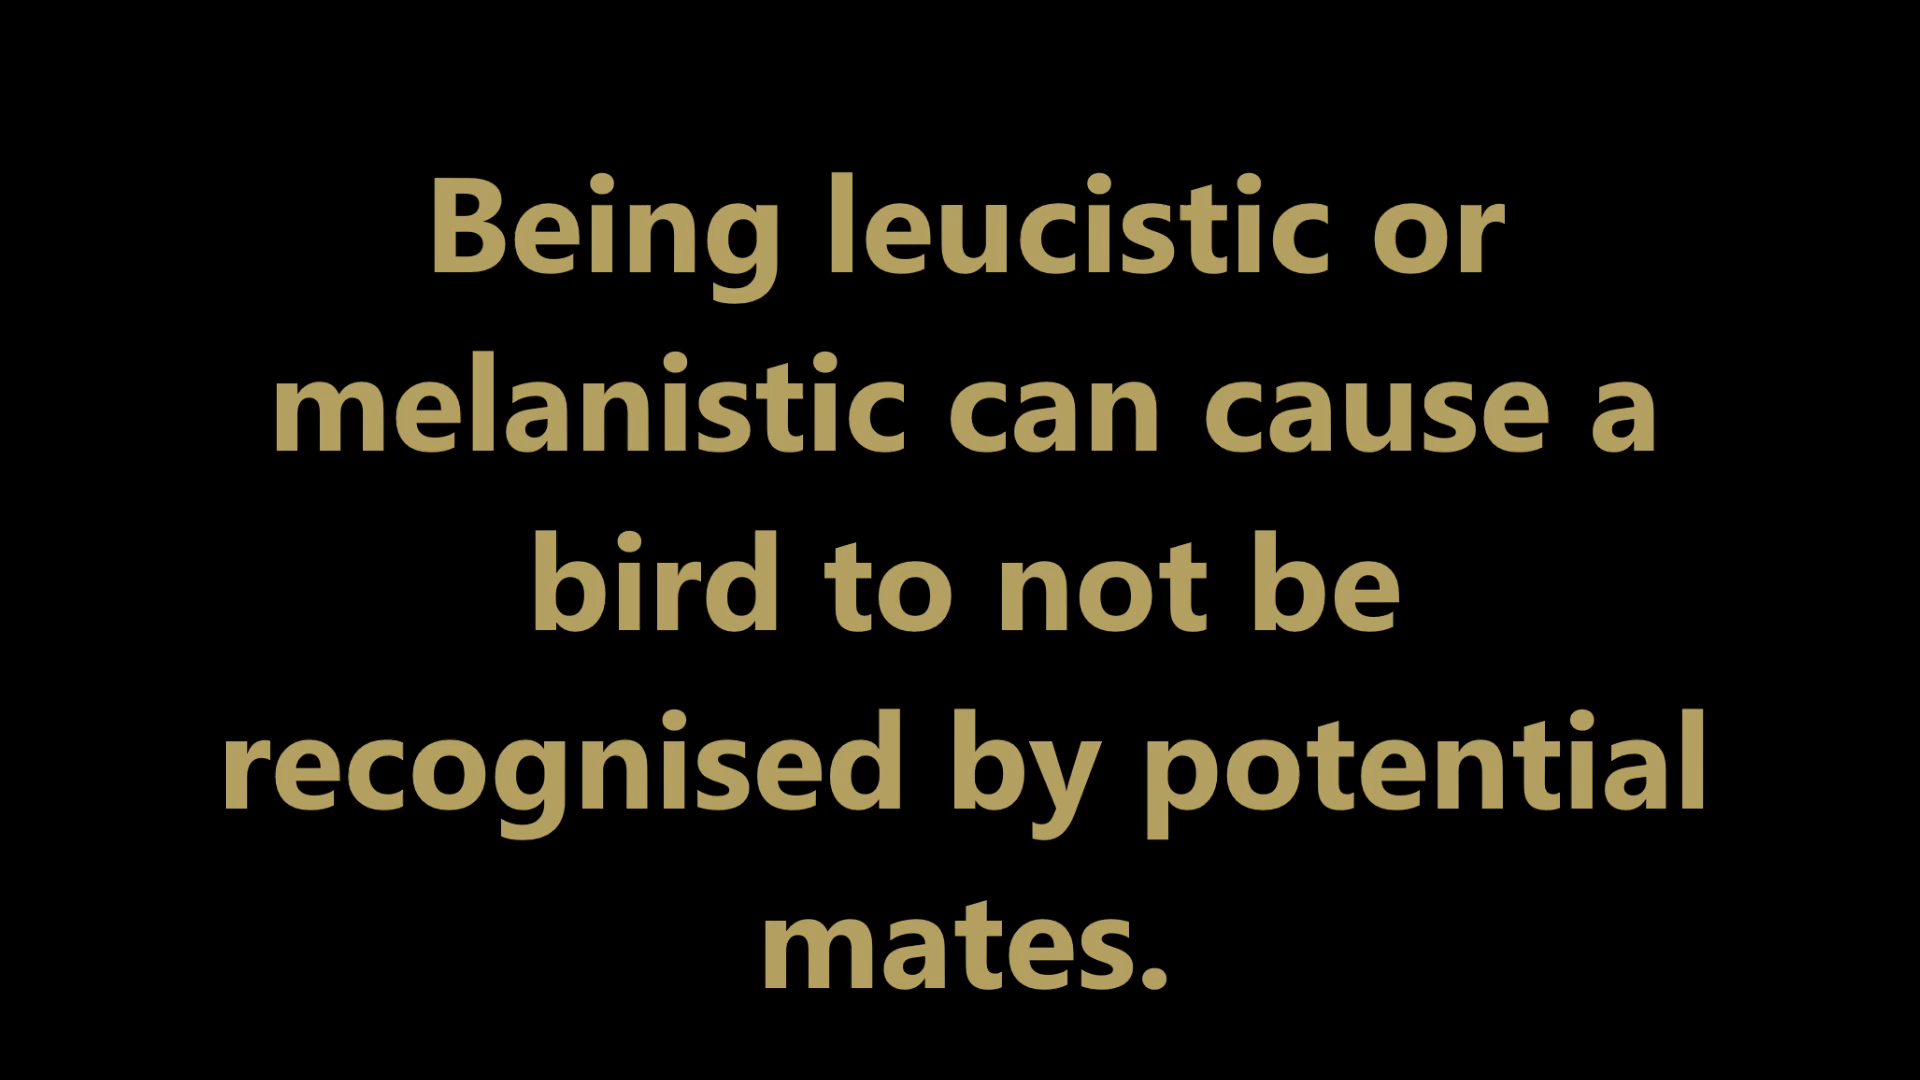 Being leucistic or
melanistic can cause a
bird to not be
recognised by potential
mates.